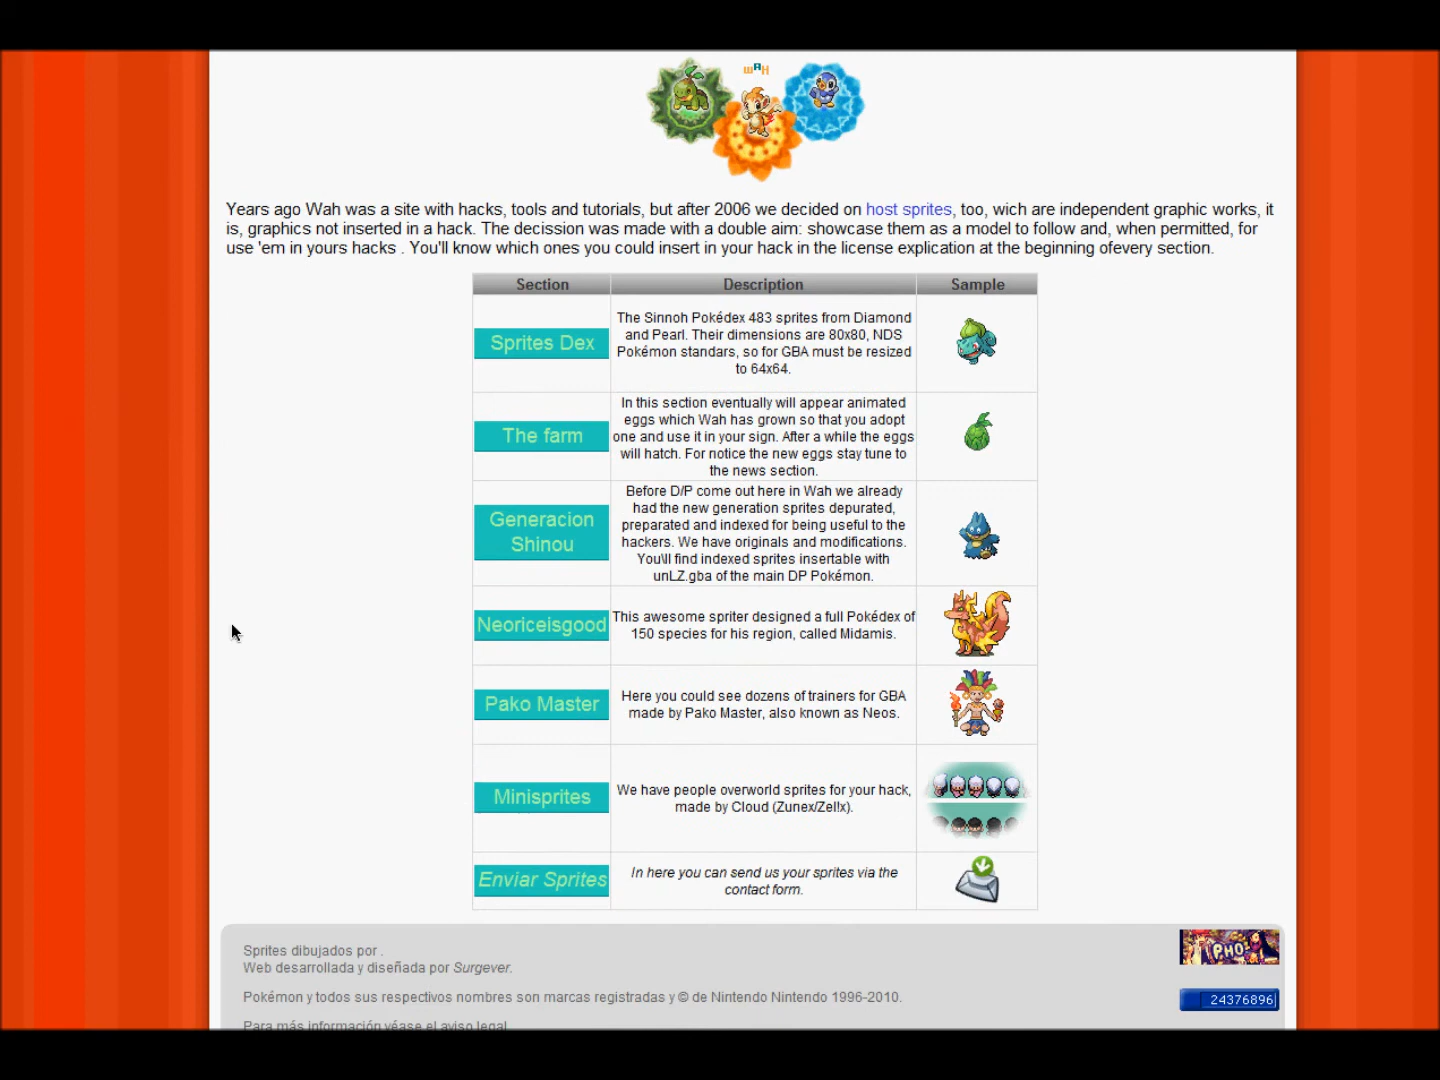 WAH
Years ago Wah was a site with hacks, tools and tutorials, but after 2006 we decided on host sprites, too, wich are independent graphic works, it
is, graphics not inserted in a hack. The decission was made with a double aim: showcase them as a model to follow and, when permitted, for
use 'em in yours hacks . You'll know which ones you could insert in your hack in the license explication at the beginning ofevery section.
Section Description Sample
Sprites Dex
The Sinnoh Pokédex 483 sprites from Diamond
and Pearl. Their dimensions are 80x80, NDS
Pokémon standars, so for GBA must be resized
to 64x64.
The farm
In this section eventually will appear animated
eggs which Wah has grown so that you adopt
one and use it in your sign. After a while the eggs
will hatch. For notice the new eggs stay tune to
the news section.
Generacion
Shinou
Before D/P come out here in Wah we already
had the new generation sprites depurated,
preparated and indexed for being useful to the
hackers. We have originals and modifications.
You\ll find indexed sprites insertable with
unLZ.gba of the main DP Pokémon.
Neoriceisgood
This awesome spriter designed a full Pokédex of
150 species for his region, called Midamis.
Pako Master
Here you could see dozens of trainers for GBA
made by Pako Master, also known as Neos.
Minisprites
We have people overworld sprites for your hack,
made by Cloud (Zunex/Zel!x).
Enviar Sprites
In here you can send us your sprites via the
contact form.
Sprites dibujados por .
Web desarrollada y diseñada por Surgever.
PHO
Pokémon y todos sus respectivos nombres son marcas registradas y © de Nintendo Nintendo 1996-2010.
24376896
Para más información véase el aviso legal